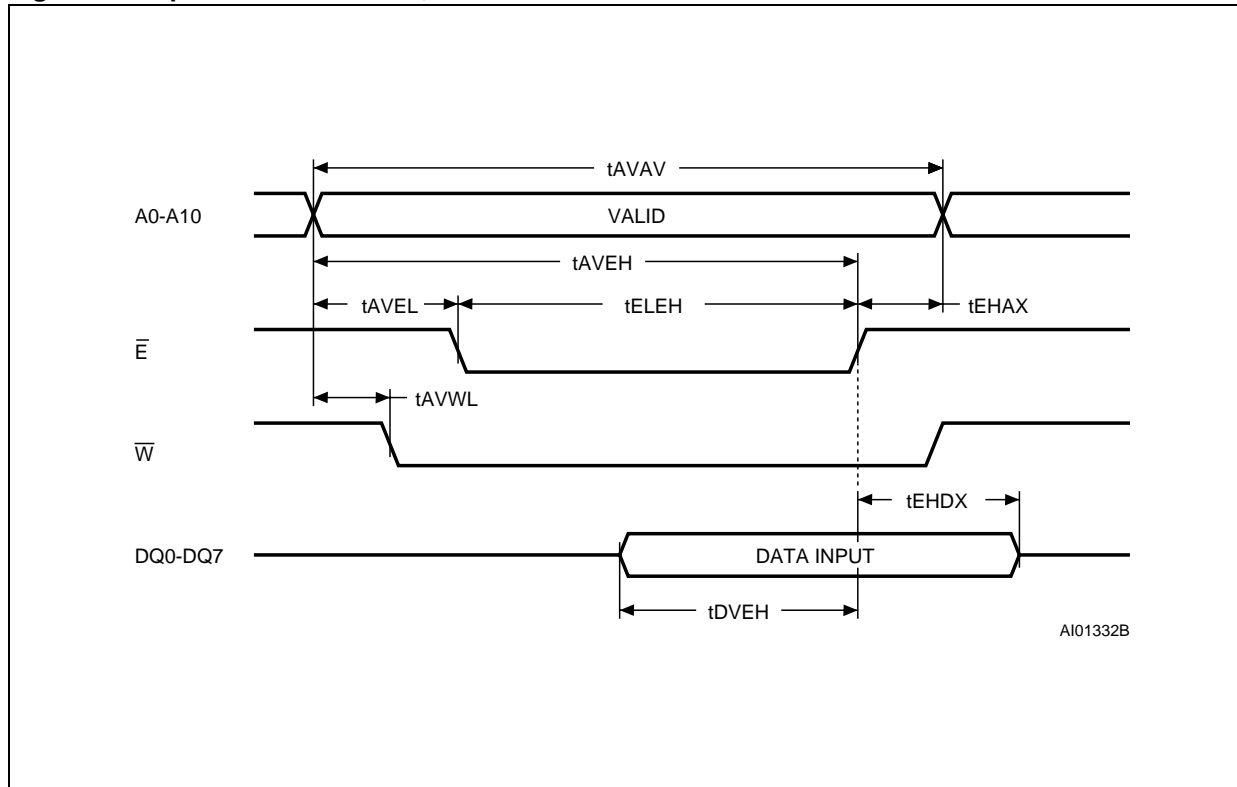 tAVAV
A0-A10
VALID
tAVEH
tAVEL
tELEH
tEHAX
E
tAVWL
W
tEHDX
DQ0-DQ7
DATA INPUT
tDVEH
AI01332B